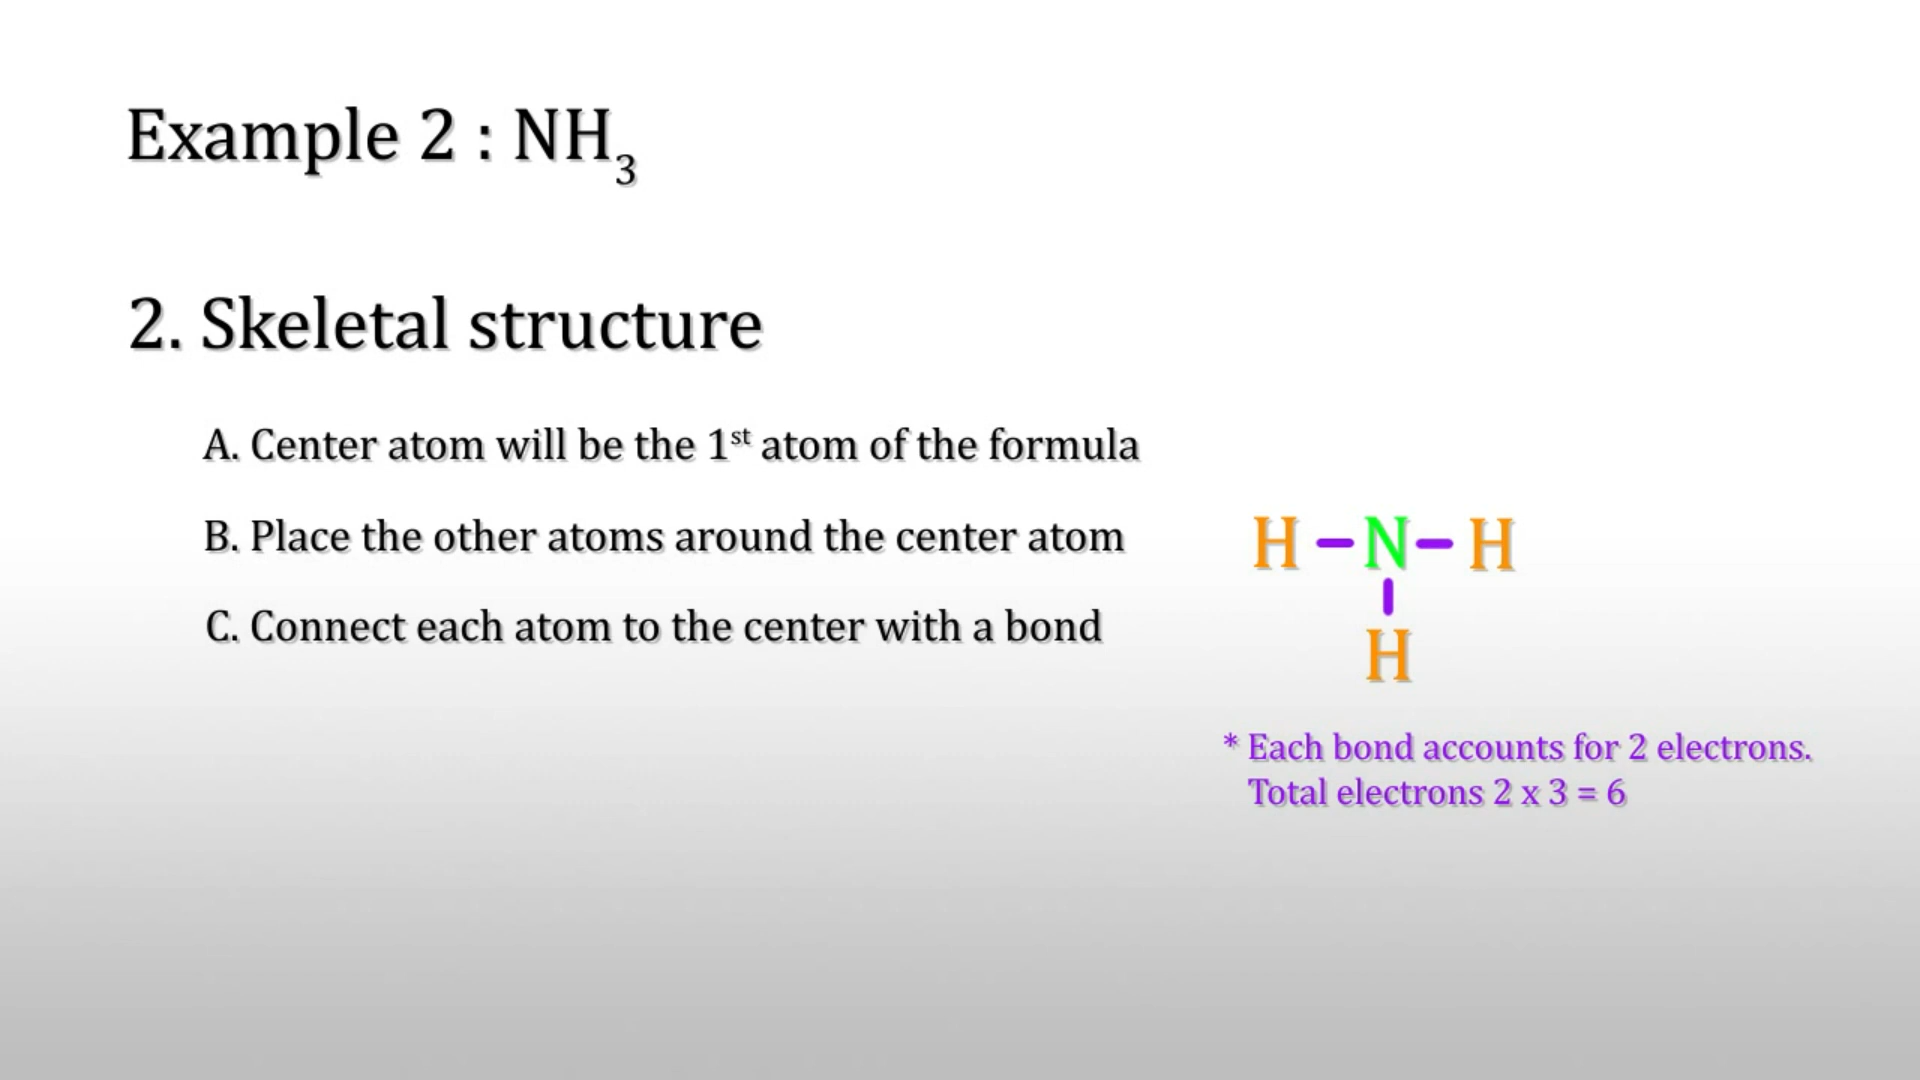 Example 2 : NH₃
2. Skeletal structure
A. Center atom will be the 1ˢᵗ atom of the formula
B. Place the other atoms around the center atom
C. Connect each atom to the center with a bond
H – N – H
H
* Each bond accounts for 2 electrons.
Total electrons 2 x 3 = 6